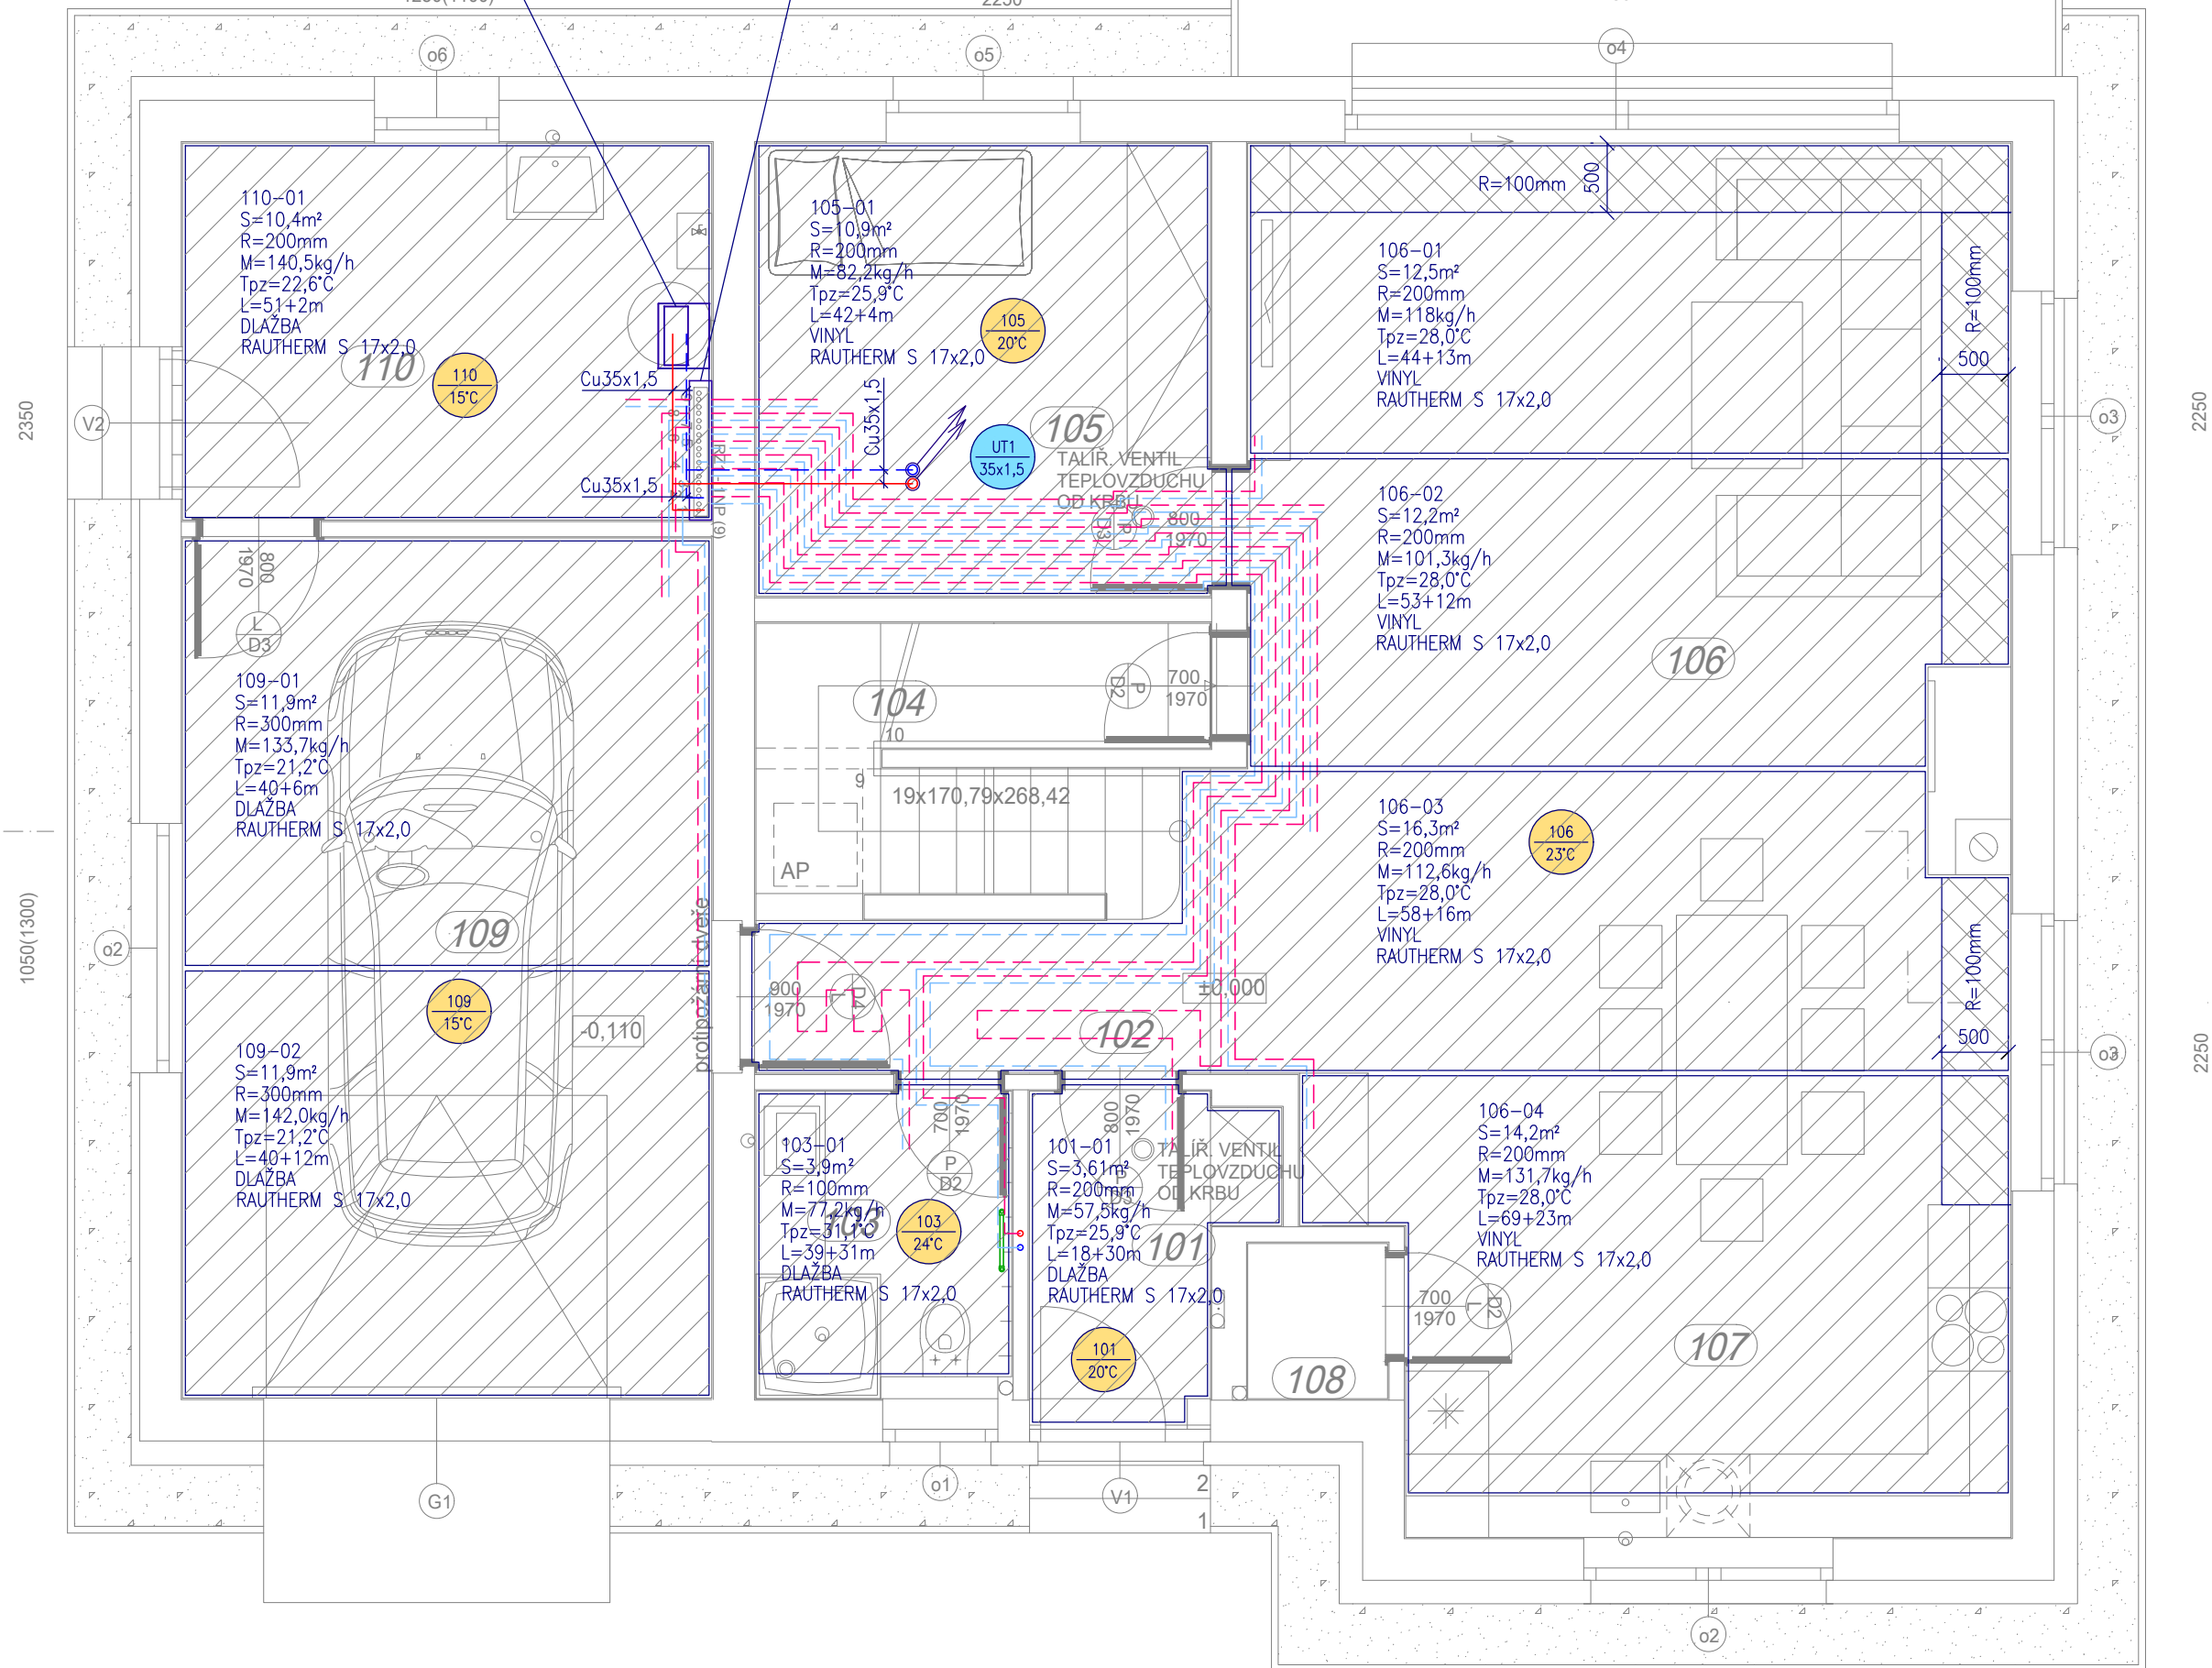 2250
o6
o5
o4
110-01
S=10,4m²
R=200mm
M=140,5kg/h
Tpz=22,6°C
L=51+2m
DLAŽBA
RAUTHERM S 17x2,0
110
110
15°C
Cu35x1,5
Cu35x1,5
105-01
S=10,9m²
R=200mm
M=82,2kg/h
Tpz=25,9°C
L=42+4m
VINYL
RAUTHERM S 17x2,0
105
20°C
Cu35x1,5
UT1
35x1,5
105
TALÍŘ. VENTIL
TEPLOVZDUCHU
OD KRBU
800
1970
P
D3
R=100mm
500
106-01
S=12,5m²
R=200mm
M=118kg/h
Tpz=28,0°C
L=44+13m
VINYL
RAUTHERM S 17x2,0
R=100mm
500
o3
2250
V2
2350
106-02
S=12,2m²
R=200mm
M=101,3kg/h
Tpz=28,0°C
L=53+12m
VINYL
RAUTHERM S 17x2,0
106
800
1970
L
D3
109-01
S=11,9m²
R=300mm
M=133,7kg/h
Tpz=21,2°C
L=40+6m
DLAŽBA
RAUTHERM S 17x2,0
109
104
10
9
19x170,79x268,42
AP
P
D2
700
1970
106-03
S=16,3m²
R=200mm
M=112,6kg/h
Tpz=28,0°C
L=58+16m
VINYL
RAUTHERM S 17x2,0
106
23°C
R=100mm
500
o3
2250
o2
1050(1300)
protipožární dveře
109
15°C
-0,110
900
1970
L
D4
±0,000
102
109-02
S=11,9m²
R=300mm
M=142,0kg/h
Tpz=21,2°C
L=40+12m
DLAŽBA
RAUTHERM S 17x2,0
103-01
S=3,9m²
R=100mm
M=77,2kg/h
Tpz=31,1°C
L=39+31m
DLAŽBA
RAUTHERM S 17x2,0
103
103
24°C
700
1970
P
D2
101-01
S=3,61m²
R=200mm
M=57,5kg/h
Tpz=25,9°C
L=18+30m
DLAŽBA
RAUTHERM S 17x2,0
101
101
20°C
800
1970
D3
TALÍŘ. VENTIL
TEPLOVZDUCHU
OD KRBU
106-04
S=14,2m²
R=200mm
M=131,7kg/h
Tpz=28,0°C
L=69+23m
VINYL
RAUTHERM S 17x2,0
700
1970
L
D2
107
108
G1
o1
V1
2
1
o2